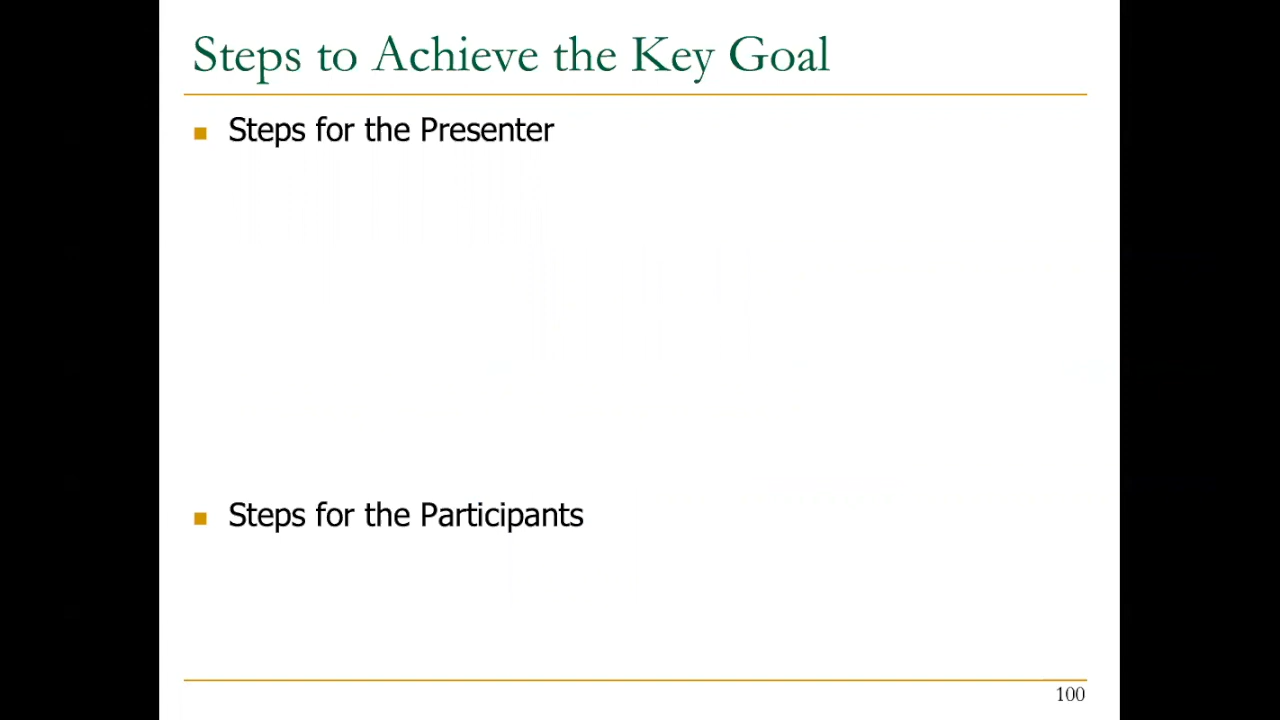 Steps to Achieve the Key Goal
Steps for the Presenter
Steps for the Participants
100